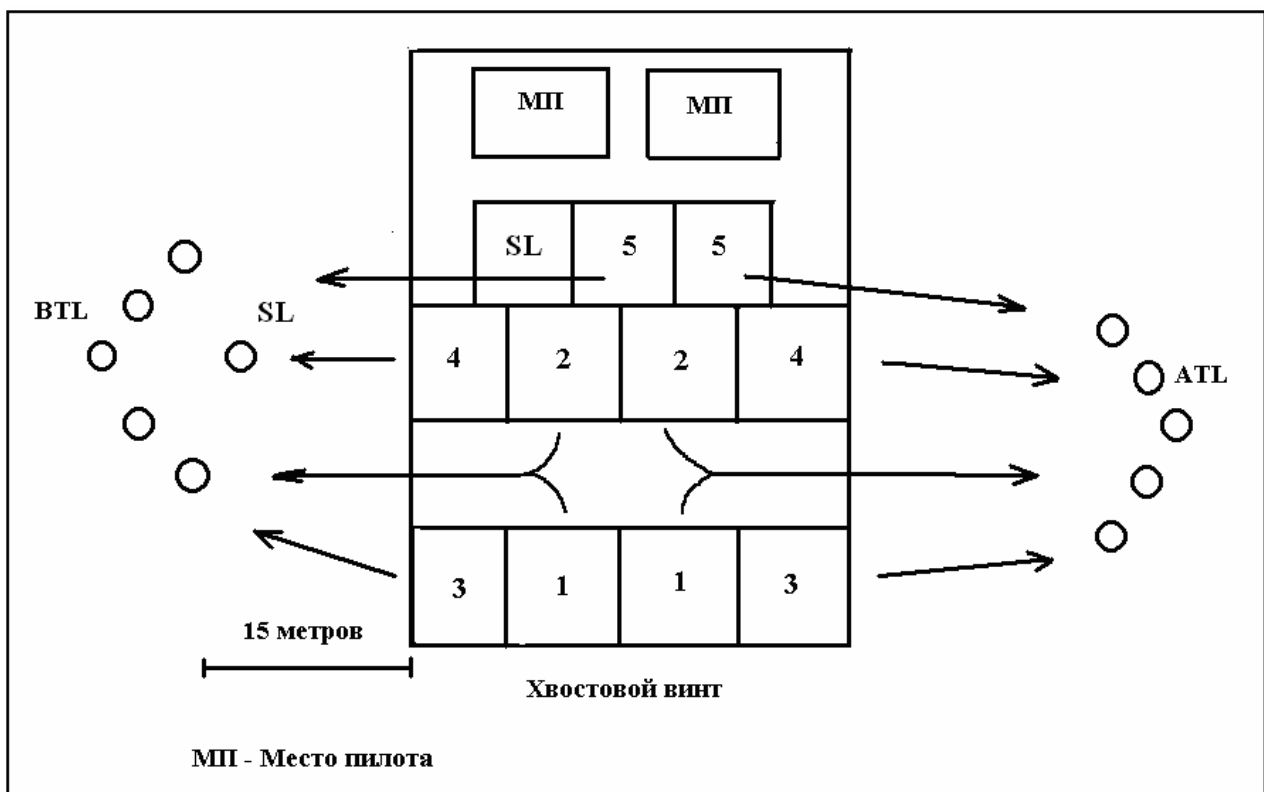 МП МП
SL 5 5
BTL SL
4 2 2 4
ATL
3 1 1 3
15 метров
Хвостовой винт
МП - Место пилота